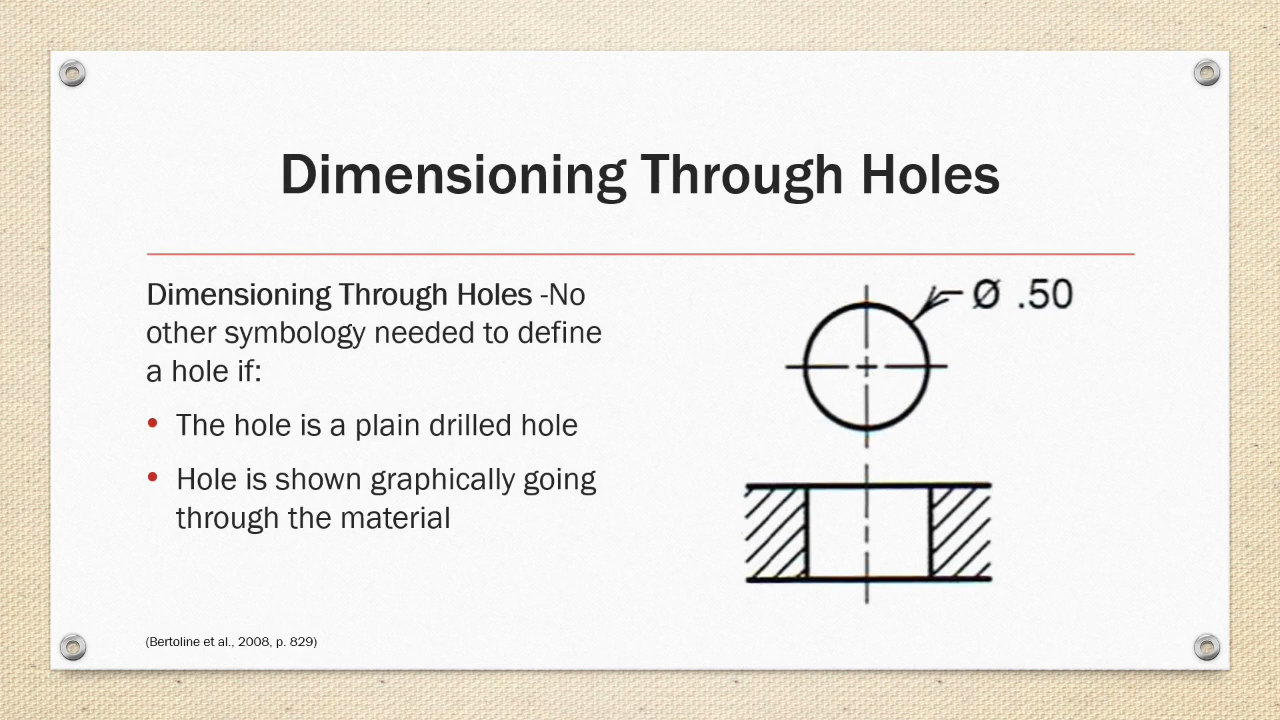 Dimensioning Through Holes
Dimensioning Through Holes -No
other symbology needed to define
a hole if:
• The hole is a plain drilled hole
• Hole is shown graphically going
through the material
Ø .50
(Bertoline et al., 2008, p. 829)